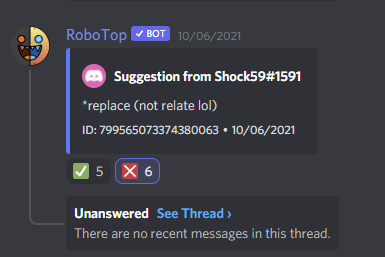 RoboTop ✓ BOT 10/06/2021
Suggestion from Shock59#1591
*replace (not relate lol)
ID: 799565073374380063 • 10/06/2021
5 6
Unanswered See Thread ›
There are no recent messages in this thread.